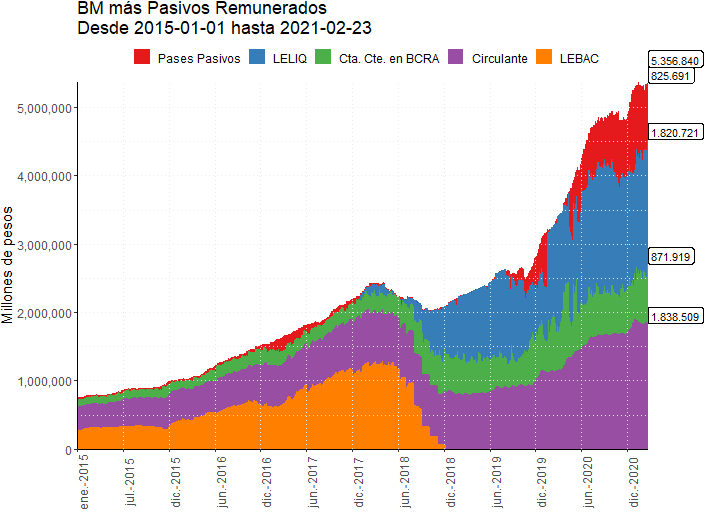 BM más Pasivos Remunerados
Desde 2015-01-01 hasta 2021-02-23
Pases Pasivos LELIQ Cta. Cte. en BCRA Circulante LEBAC
5.356.840
825.691
1.820.721
871.919
1.838.509
Millones de pesos
5,000,000
4,000,000
3,000,000
2,000,000
1,000,000
0
ene.-2015
jul.-2015
dic.-2015
jun.-2016
dic.-2016
jun.-2017
dic.-2017
jun.-2018
dic.-2018
jun.-2019
dic.-2019
jun.-2020
dic.-2020